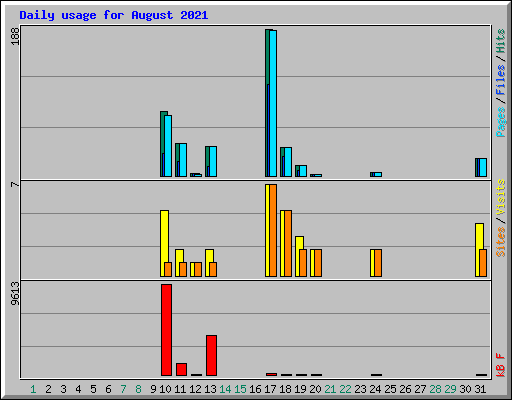 Daily usage for August 2021
188
Pages / Files / Hits
7
Sites / Visits
9613
kB F
1 2 3 4 5 6 7 8 9 10 11 12 13 14 15 16 17 18 19 20 21 22 23 24 25 26 27 28 29 30 31